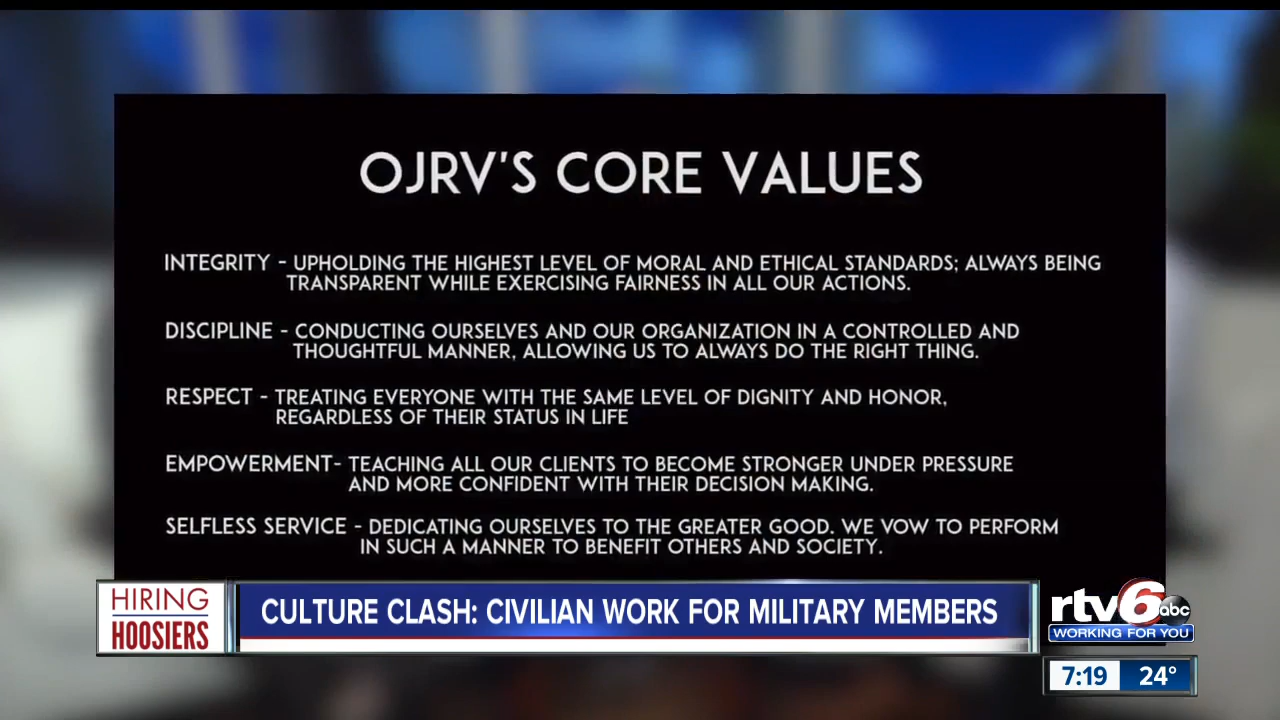 OJRV'S CORE VALUES
INTEGRITY - UPHOLDING THE HIGHEST LEVEL OF MORAL AND ETHICAL STANDARDS; ALWAYS BEING
TRANSPARENT WHILE EXERCISING FAIRNESS IN ALL OUR ACTIONS.
DISCIPLINE - CONDUCTING OURSELVES AND OUR ORGANIZATION IN A CONTROLLED AND
THOUGHTFUL MANNER, ALLOWING US TO ALWAYS DO THE RIGHT THING.
RESPECT - TREATING EVERYONE WITH THE SAME LEVEL OF DIGNITY AND HONOR,
REGARDLESS OF THEIR STATUS IN LIFE
EMPOWERMENT- TEACHING ALL OUR CLIENTS TO BECOME STRONGER UNDER PRESSURE
AND MORE CONFIDENT WITH THEIR DECISION MAKING.
SELFLESS SERVICE - DEDICATING OURSELVES TO THE GREATER GOOD. WE VOW TO PERFORM
IN SUCH A MANNER TO BENEFIT OTHERS AND SOCIETY.
HIRING
HOOSIERS
CULTURE CLASH: CIVILIAN WORK FOR MILITARY MEMBERS
rtv6 abc
WORKING FOR YOU
7:19 24°